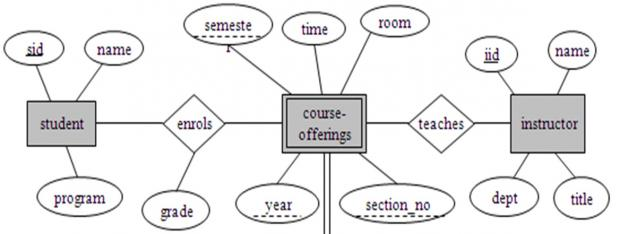 semeste
r
time
room
sid
name
iid
name
student
enrols
course-
offerings
teaches
instructor
program
grade
year
section_no
dept
title